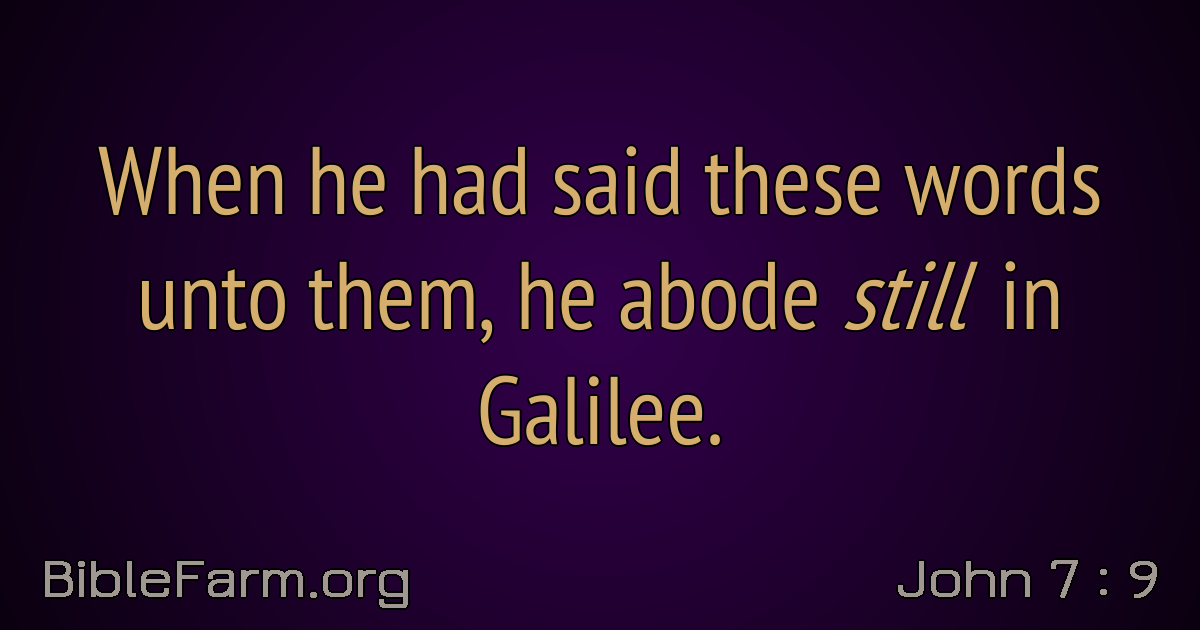 When he had said these words
unto them, he abode still in
Galilee.
BibleFarm.org
John 7 : 9